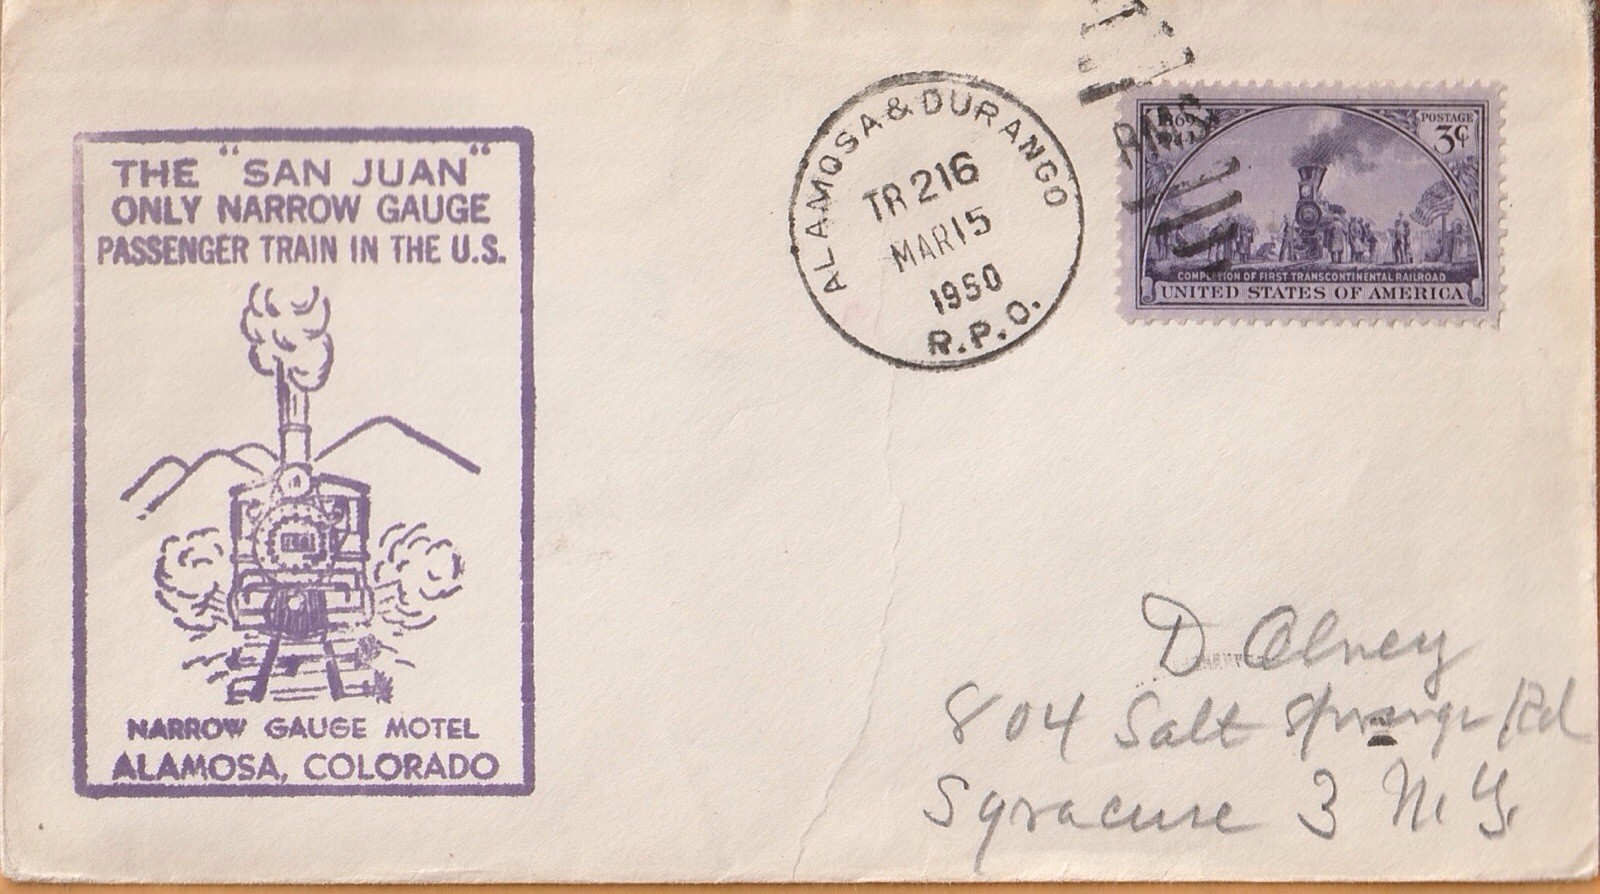 THE "SAN JUAN"
ONLY NARROW GAUGE
PASSENGER TRAIN IN THE U.S.
NARROW GAUGE MOTEL
ALAMOSA, COLORADO
ALAMOSA & DURANGO
TR 216
MAR 15
1950
R.P.O.
RMS
1869
POSTAGE
3¢
COMPLETION OF FIRST TRANSCONTINENTAL RAILROAD
UNITED STATES OF AMERICA
D Olney
804 Salt Springs Rd
Syracuse 3 N.Y.